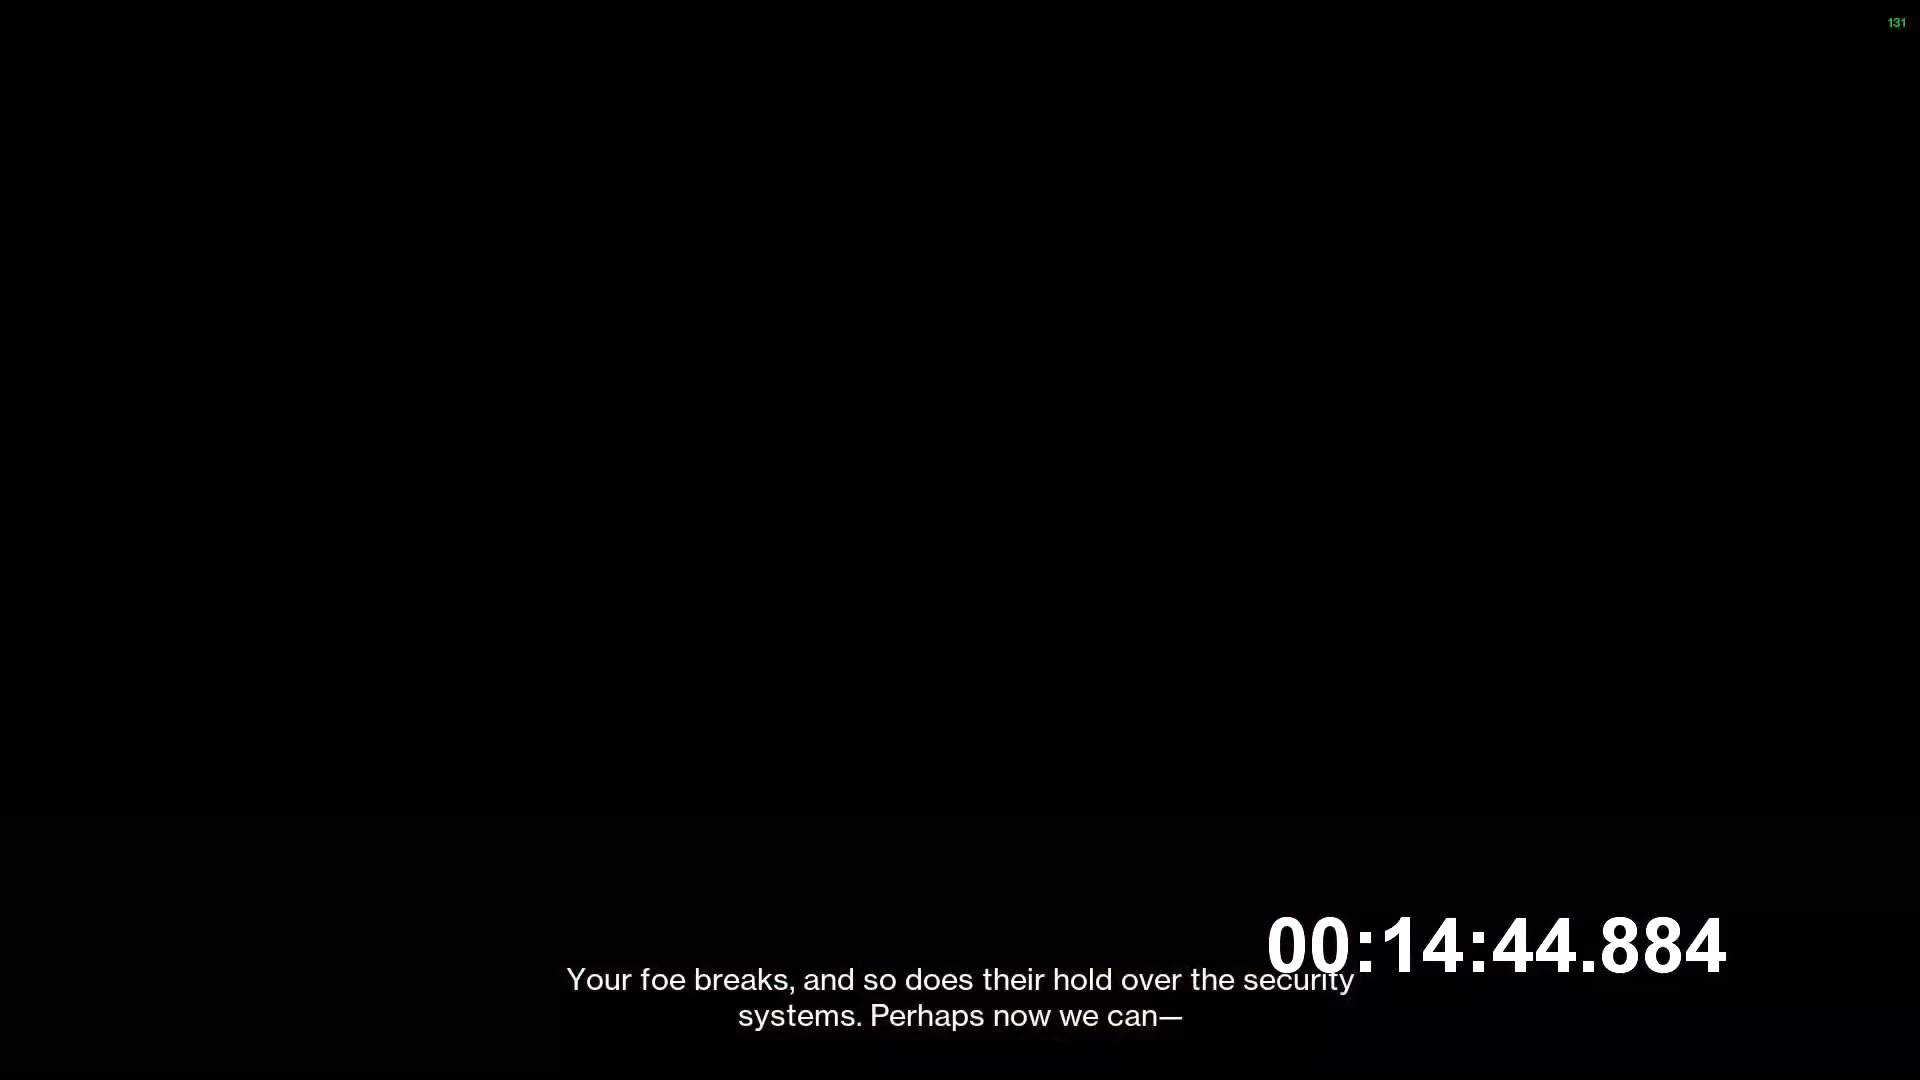 131
00:14:44.884
Your foe breaks, and so does their hold over the security
systems. Perhaps now we can—